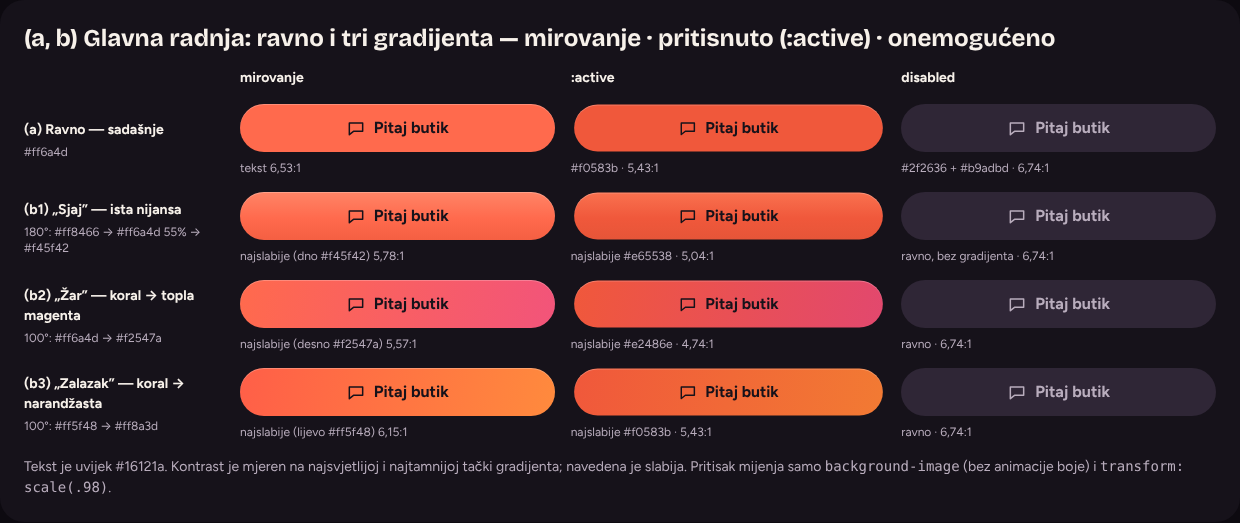 (a, b) Glavna radnja: ravno i tri gradijenta — mirovanje · pritisnuto (:active) · onemogućeno
mirovanje :active disabled
(a) Ravno — sadašnje
#ff6a4d
Pitaj butik
tekst 6,53:1
Pitaj butik
#f0583b · 5,43:1
Pitaj butik
#2f2636 + #b9adbd · 6,74:1
(b1) „Sjaj” — ista nijansa
180°: #ff8466 → #ff6a4d 55% →
#f45f42
Pitaj butik
najslabije (dno #f45f42) 5,78:1
Pitaj butik
najslabije #e65538 · 5,04:1
Pitaj butik
ravno, bez gradijenta · 6,74:1
(b2) „Žar” — koral → topla
magenta
100°: #ff6a4d → #f2547a
Pitaj butik
najslabije (desno #f2547a) 5,57:1
Pitaj butik
najslabije #e2486e · 4,74:1
Pitaj butik
ravno · 6,74:1
(b3) „Zalazak” — koral →
narandžasta
100°: #ff5f48 → #ff8a3d
Pitaj butik
najslabije (lijevo #ff5f48) 6,15:1
Pitaj butik
najslabije #f0583b · 5,43:1
Pitaj butik
ravno · 6,74:1
Tekst je uvijek #16121a. Kontrast je mjeren na najsvjetlijoj i najtamnijoj tački gradijenta; navedena je slabija. Pritisak mijenja samo background-image (bez animacije boje) i transform:
scale(.98).